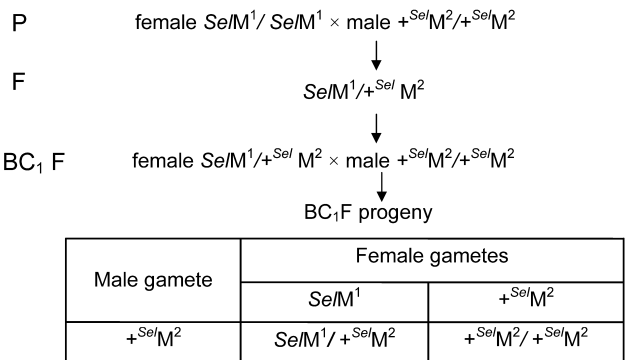 P female SelM¹/ SelM¹ × male +ˢᵉˡM²/+ˢᵉˡM²
F SelM¹/+ˢᵉˡ M²
BC₁ F female SelM¹/+ˢᵉˡ M² × male +ˢᵉˡM²/+ˢᵉˡM²
BC₁F progeny
Male gamete Female gametes
SelM¹ +ˢᵉˡM²
+ˢᵉˡM² SelM¹/ +ˢᵉˡM² +ˢᵉˡM²/ +ˢᵉˡM²